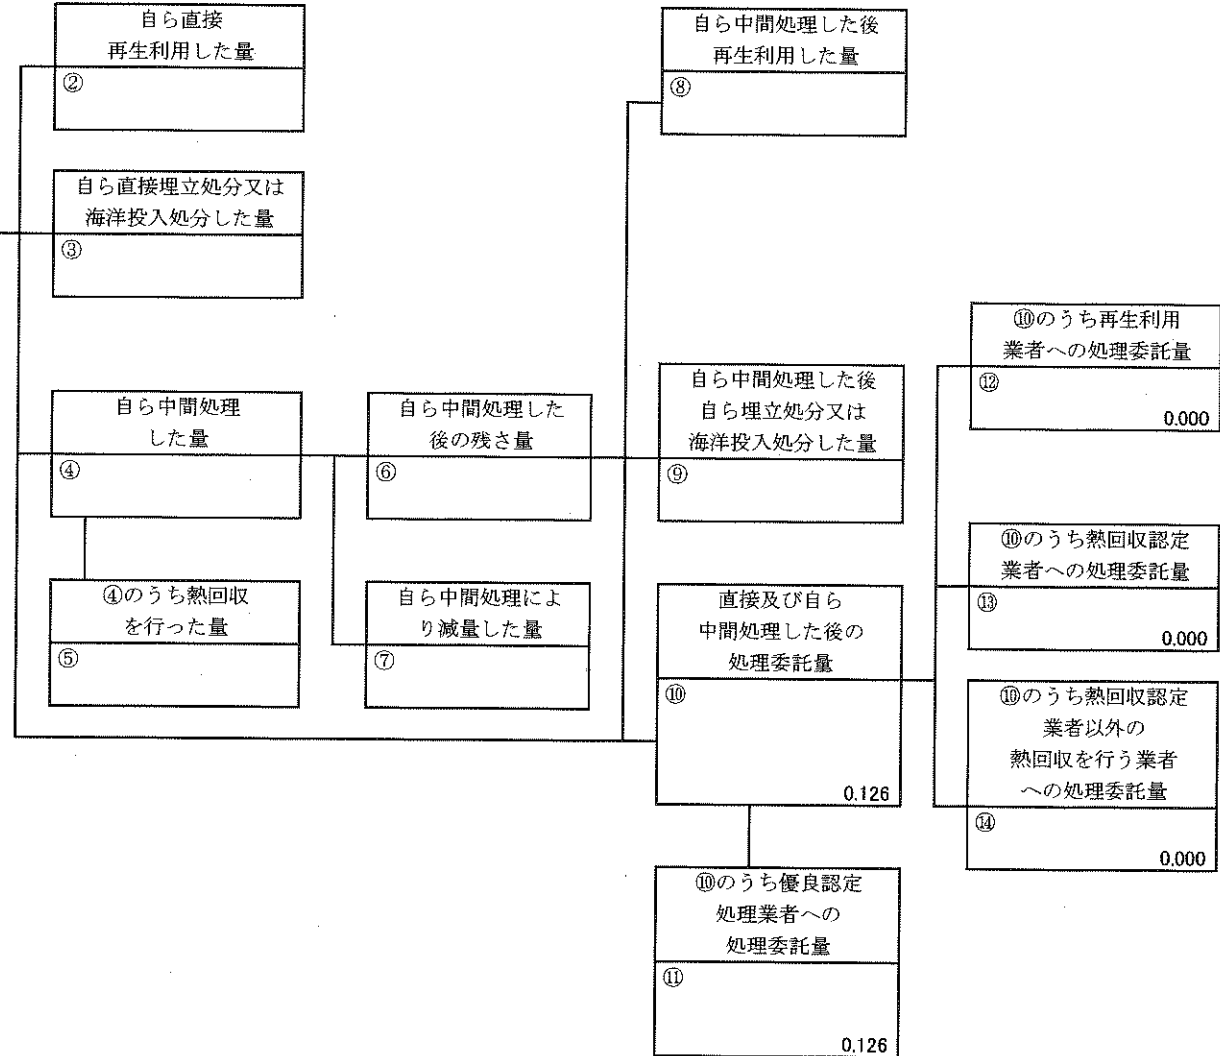 自ら直接
再生利用した量
②
自ら直接埋立処分又は
海洋投入処分した量
③
自ら中間処理
した量
④
④のうち熱回収
を行った量
⑤
自ら中間処理した
後の残さ量
⑥
自ら中間処理によ
り減量した量
⑦
自ら中間処理した後
再生利用した量
⑧
自ら中間処理した後
自ら埋立処分又は
海洋投入処分した量
⑨
直接及び自ら
中間処理した後の
処理委託量
⑩
0.126
⑩のうち優良認定
処理業者への
処理委託量
⑪
0.126
⑩のうち再生利用
業者への処理委託量
⑫
0.000
⑩のうち熱回収認定
業者への処理委託量
⑬
0.000
⑩のうち熱回収認定
業者以外の
熱回収を行う業者
への処理委託量
⑭
0.000